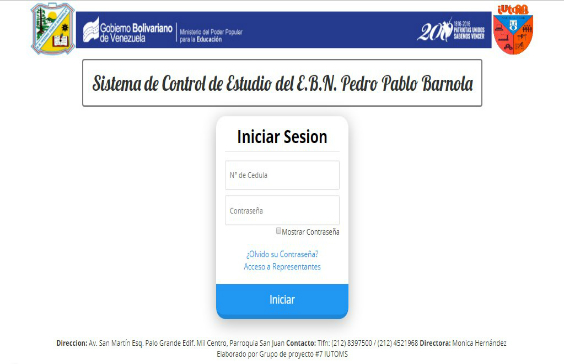 Gobierno Bolivariano
de Venezuela
Ministerio del Poder Popular
para la Educación
200
PATRIOTAS UNIDOS
SABEMOS VENCER
IUTOMS
Sistema de Control de Estudio del E.B.N. Pedro Pablo Barnola
Iniciar Sesion
N° de Cedula
Contraseña
Mostrar Contraseña
¿Olvido su Contraseña?
Acceso a Representantes
Iniciar
Direccion: Av. San Martín Esq. Palo Grande Edif. Mil Centro, Parroquia San Juan Contacto: Tlfn: (212) 8397500 / (212) 4521968 Directora: Monica Hernández
Elaborado por Grupo de proyecto #7 IUTOMS